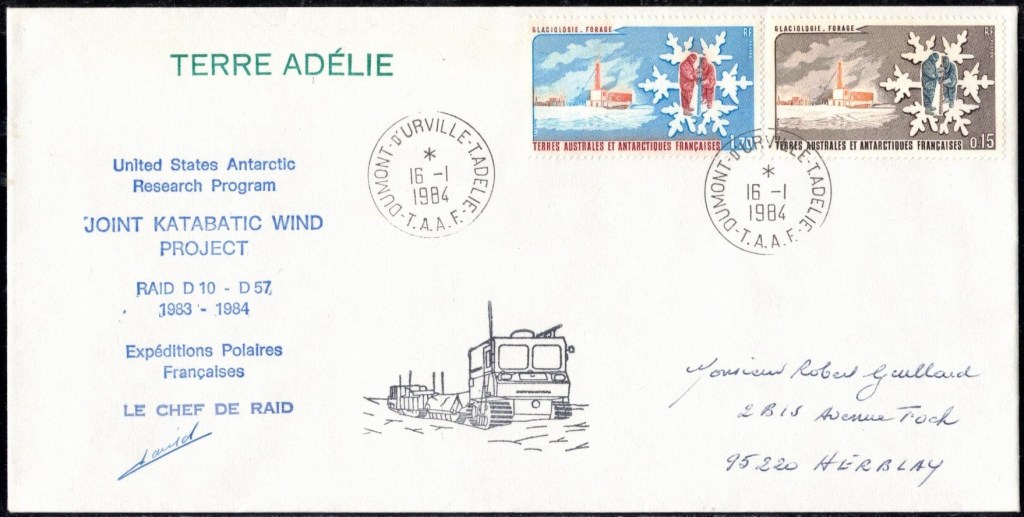 TERRE ADÉLIE
GLACIOLOGIE. FORAGE
RF
TERRES AUSTRALES ET ANTARCTIQUES FRANÇAISES
1,30
GLACIOLOGIE. FORAGE
RF
TERRES AUSTRALES ET ANTARCTIQUES FRANÇAISES
0,15
DUMONT-D'URVILLE-T.ADELIE
*
16 -1
1984
-T.A.A.F.-
DUMONT-D'URVILLE-T.ADELIE
*
16 -1
1984
-T.A.A.F.-
United States Antarctic
Research Program
JOINT KATABATIC WIND
PROJECT
RAID D 10 - D 57
1983 - 1984
Expéditions Polaires
Françaises
LE CHEF DE RAID
Monsieur Robert Guillard
2 BIS Avenue Foch
95220 HERBLAY